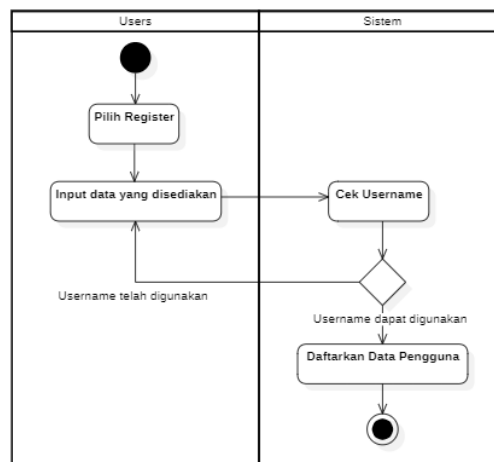 Users
Sistem
Pilih Register
Input data yang disediakan
Cek Username
Username telah digunakan
Username dapat digunakan
Daftarkan Data Pengguna